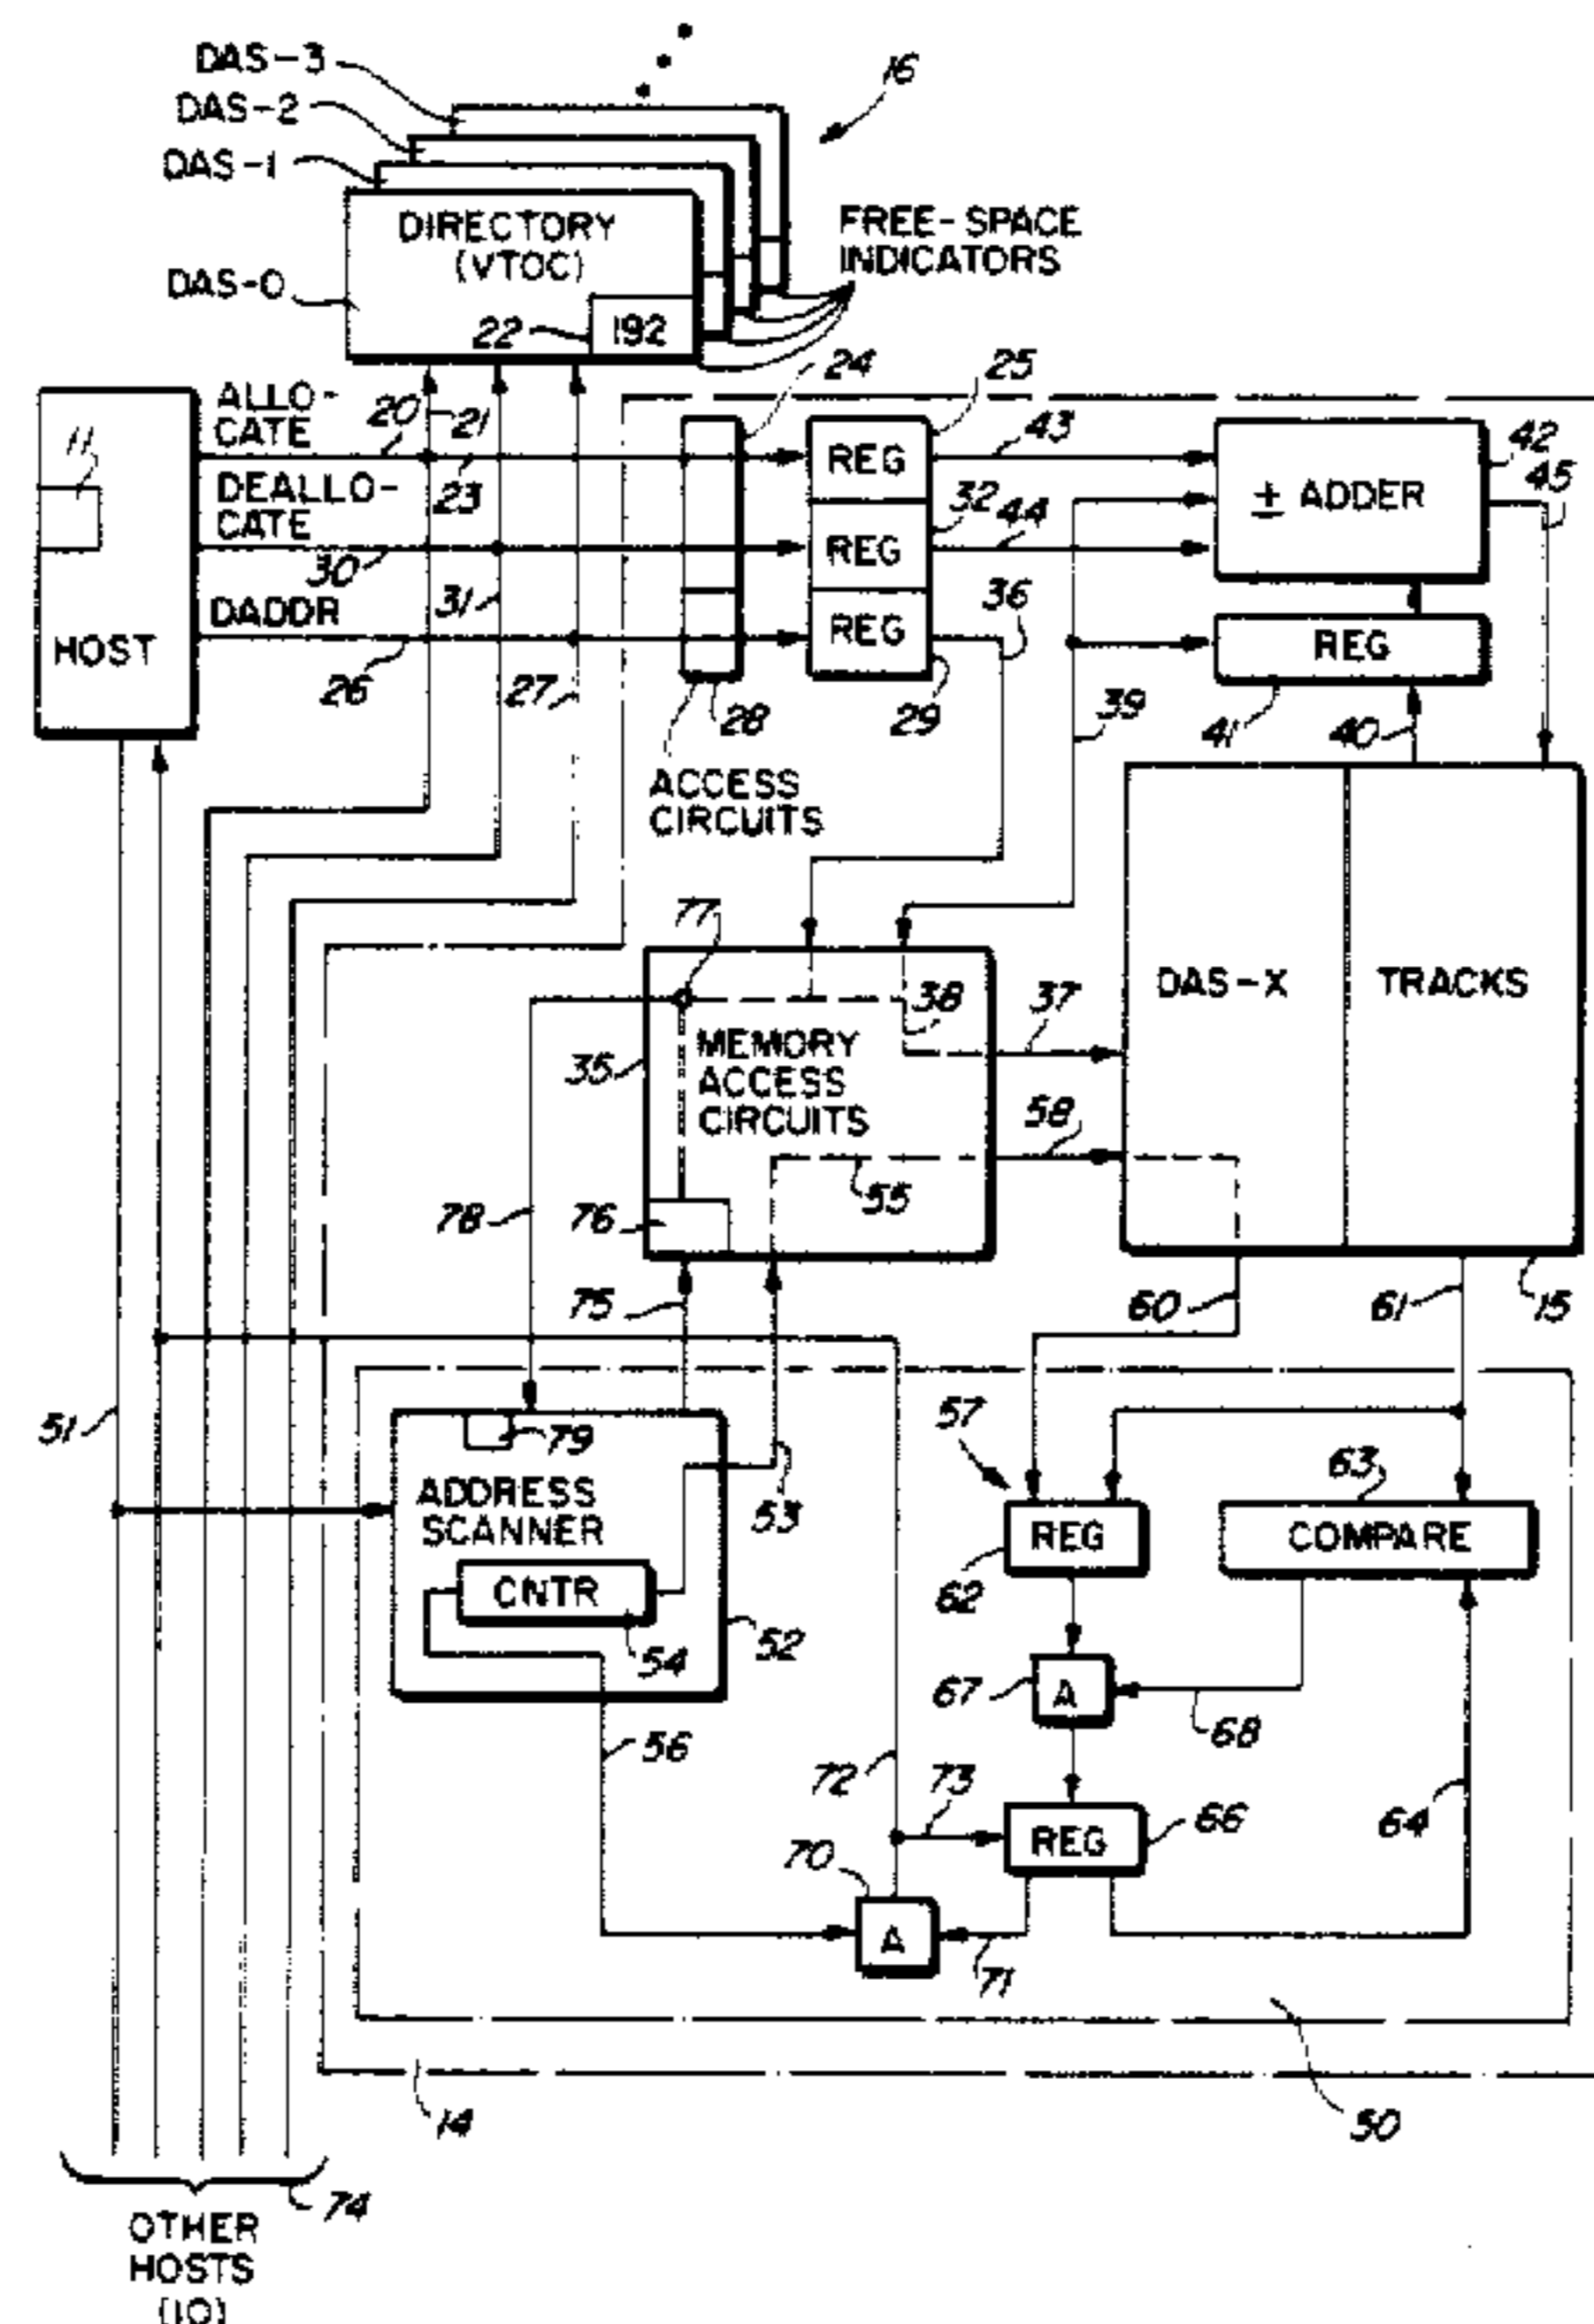 DAS-3
16
DAS-2
DAS-1
DIRECTORY
(VTOC)
FREE-SPACE
INDICATORS
DAS-0
22
192
24
25
ALLO-
CATE
20
21
43
42
11
REG
45
DEALLO-
CATE
23
32
± ADDER
44
REG
30
31
36
DADDR
HOST
REG
REG
26
27
28
29
39
41
40
ACCESS
CIRCUITS
77
DAS-X
TRACKS
38
37
35
MEMORY
ACCESS
CIRCUITS
58
55
78
76
75
60
61
15
51
57
79
63
ADDRESS
SCANNER
53
REG
COMPARE
CNTR
62
54
52
67
A
68
56
72
73
REG
66
64
70
A
71
14
50
74
OTHER
HOSTS
(10)